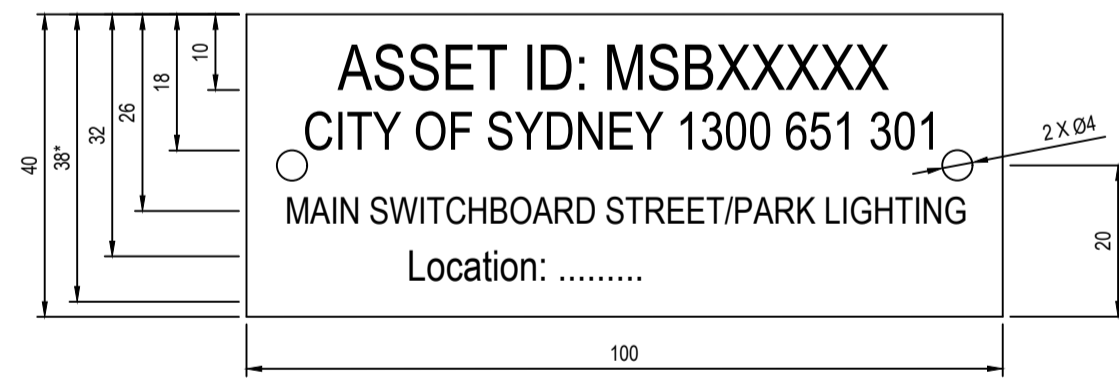 ASSET ID: MSBXXXXX
CITY OF SYDNEY 1300 651 301
MAIN SWITCHBOARD STREET/PARK LIGHTING
Location: .........
40
38*
32
26
18
10
2 X Ø4
20
100